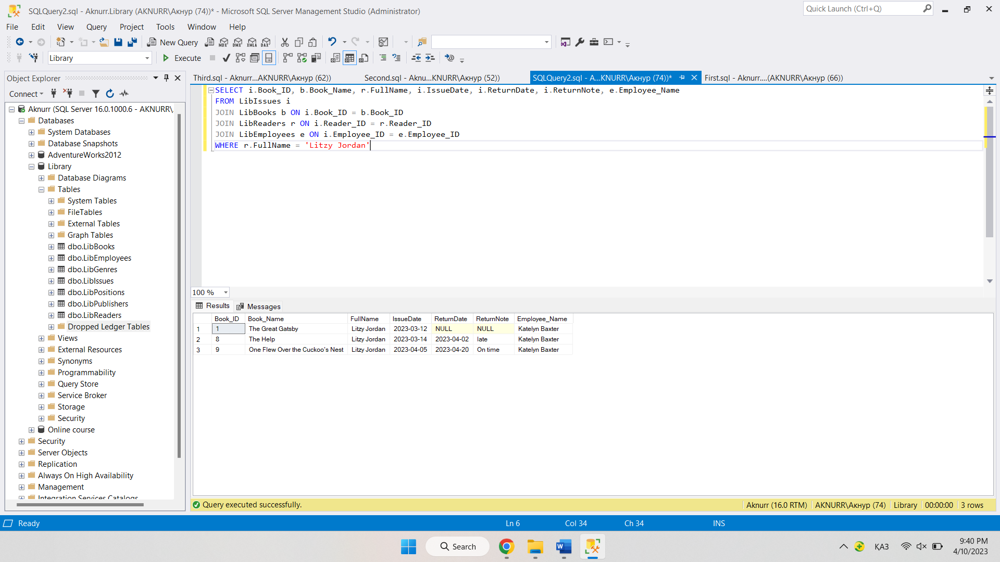 SQLQuery2.sql - Aknurr.Library (AKNURR\Акнур (74))* - Microsoft SQL Server Management Studio (Administrator)
Quick Launch (Ctrl+Q)
File Edit View Query Project Tools Window Help
New Query MDX DMX XMLA DAX
Library Execute
Object Explorer
Third.sql - Aknurr...AKNURR\Акнур (62)) Second.sql - Aknu...KNURR\Акнур (52)) SQLQuery2.sql - A...KNURR\Акнур (74))* First.sql - Aknurr....(AKNURR\Акнур (66))
Connect
Aknurr (SQL Server 16.0.1000.6 - AKNURR\
Databases
System Databases
Database Snapshots
AdventureWorks2012
Library
Database Diagrams
Tables
System Tables
FileTables
External Tables
Graph Tables
dbo.LibBooks
dbo.LibEmployees
dbo.LibGenres
dbo.LibIssues
dbo.LibPositions
dbo.LibPublishers
dbo.LibReaders
Dropped Ledger Tables
Views
External Resources
Synonyms
Programmability
Query Store
Service Broker
Storage
Security
Online course
Security
Server Objects
Replication
Always On High Availability
Management
Integration Services Catalogs
SELECT i.Book_ID, b.Book_Name, r.FullName, i.IssueDate, i.ReturnDate, i.ReturnNote, e.Employee_Name
FROM LibIssues i
JOIN LibBooks b ON i.Book_ID = b.Book_ID
JOIN LibReaders r ON i.Reader_ID = r.Reader_ID
JOIN LibEmployees e ON i.Employee_ID = e.Employee_ID
WHERE r.FullName = 'Litzy Jordan'
100 %
Results Messages
Book_ID Book_Name FullName IssueDate ReturnDate ReturnNote Employee_Name
1 1 The Great Gatsby Litzy Jordan 2023-03-12 NULL NULL Katelyn Baxter
2 8 The Help Litzy Jordan 2023-03-14 2023-04-02 late Katelyn Baxter
3 9 One Flew Over the Cuckoo's Nest Litzy Jordan 2023-04-05 2023-04-20 On time Katelyn Baxter
Query executed successfully. Aknurr (16.0 RTM) AKNURR\Акнур (74) Library 00:00:00 3 rows
Ready Ln 6 Col 34 Ch 34 INS
Search
ҚАЗ
9:40 PM
4/10/2023